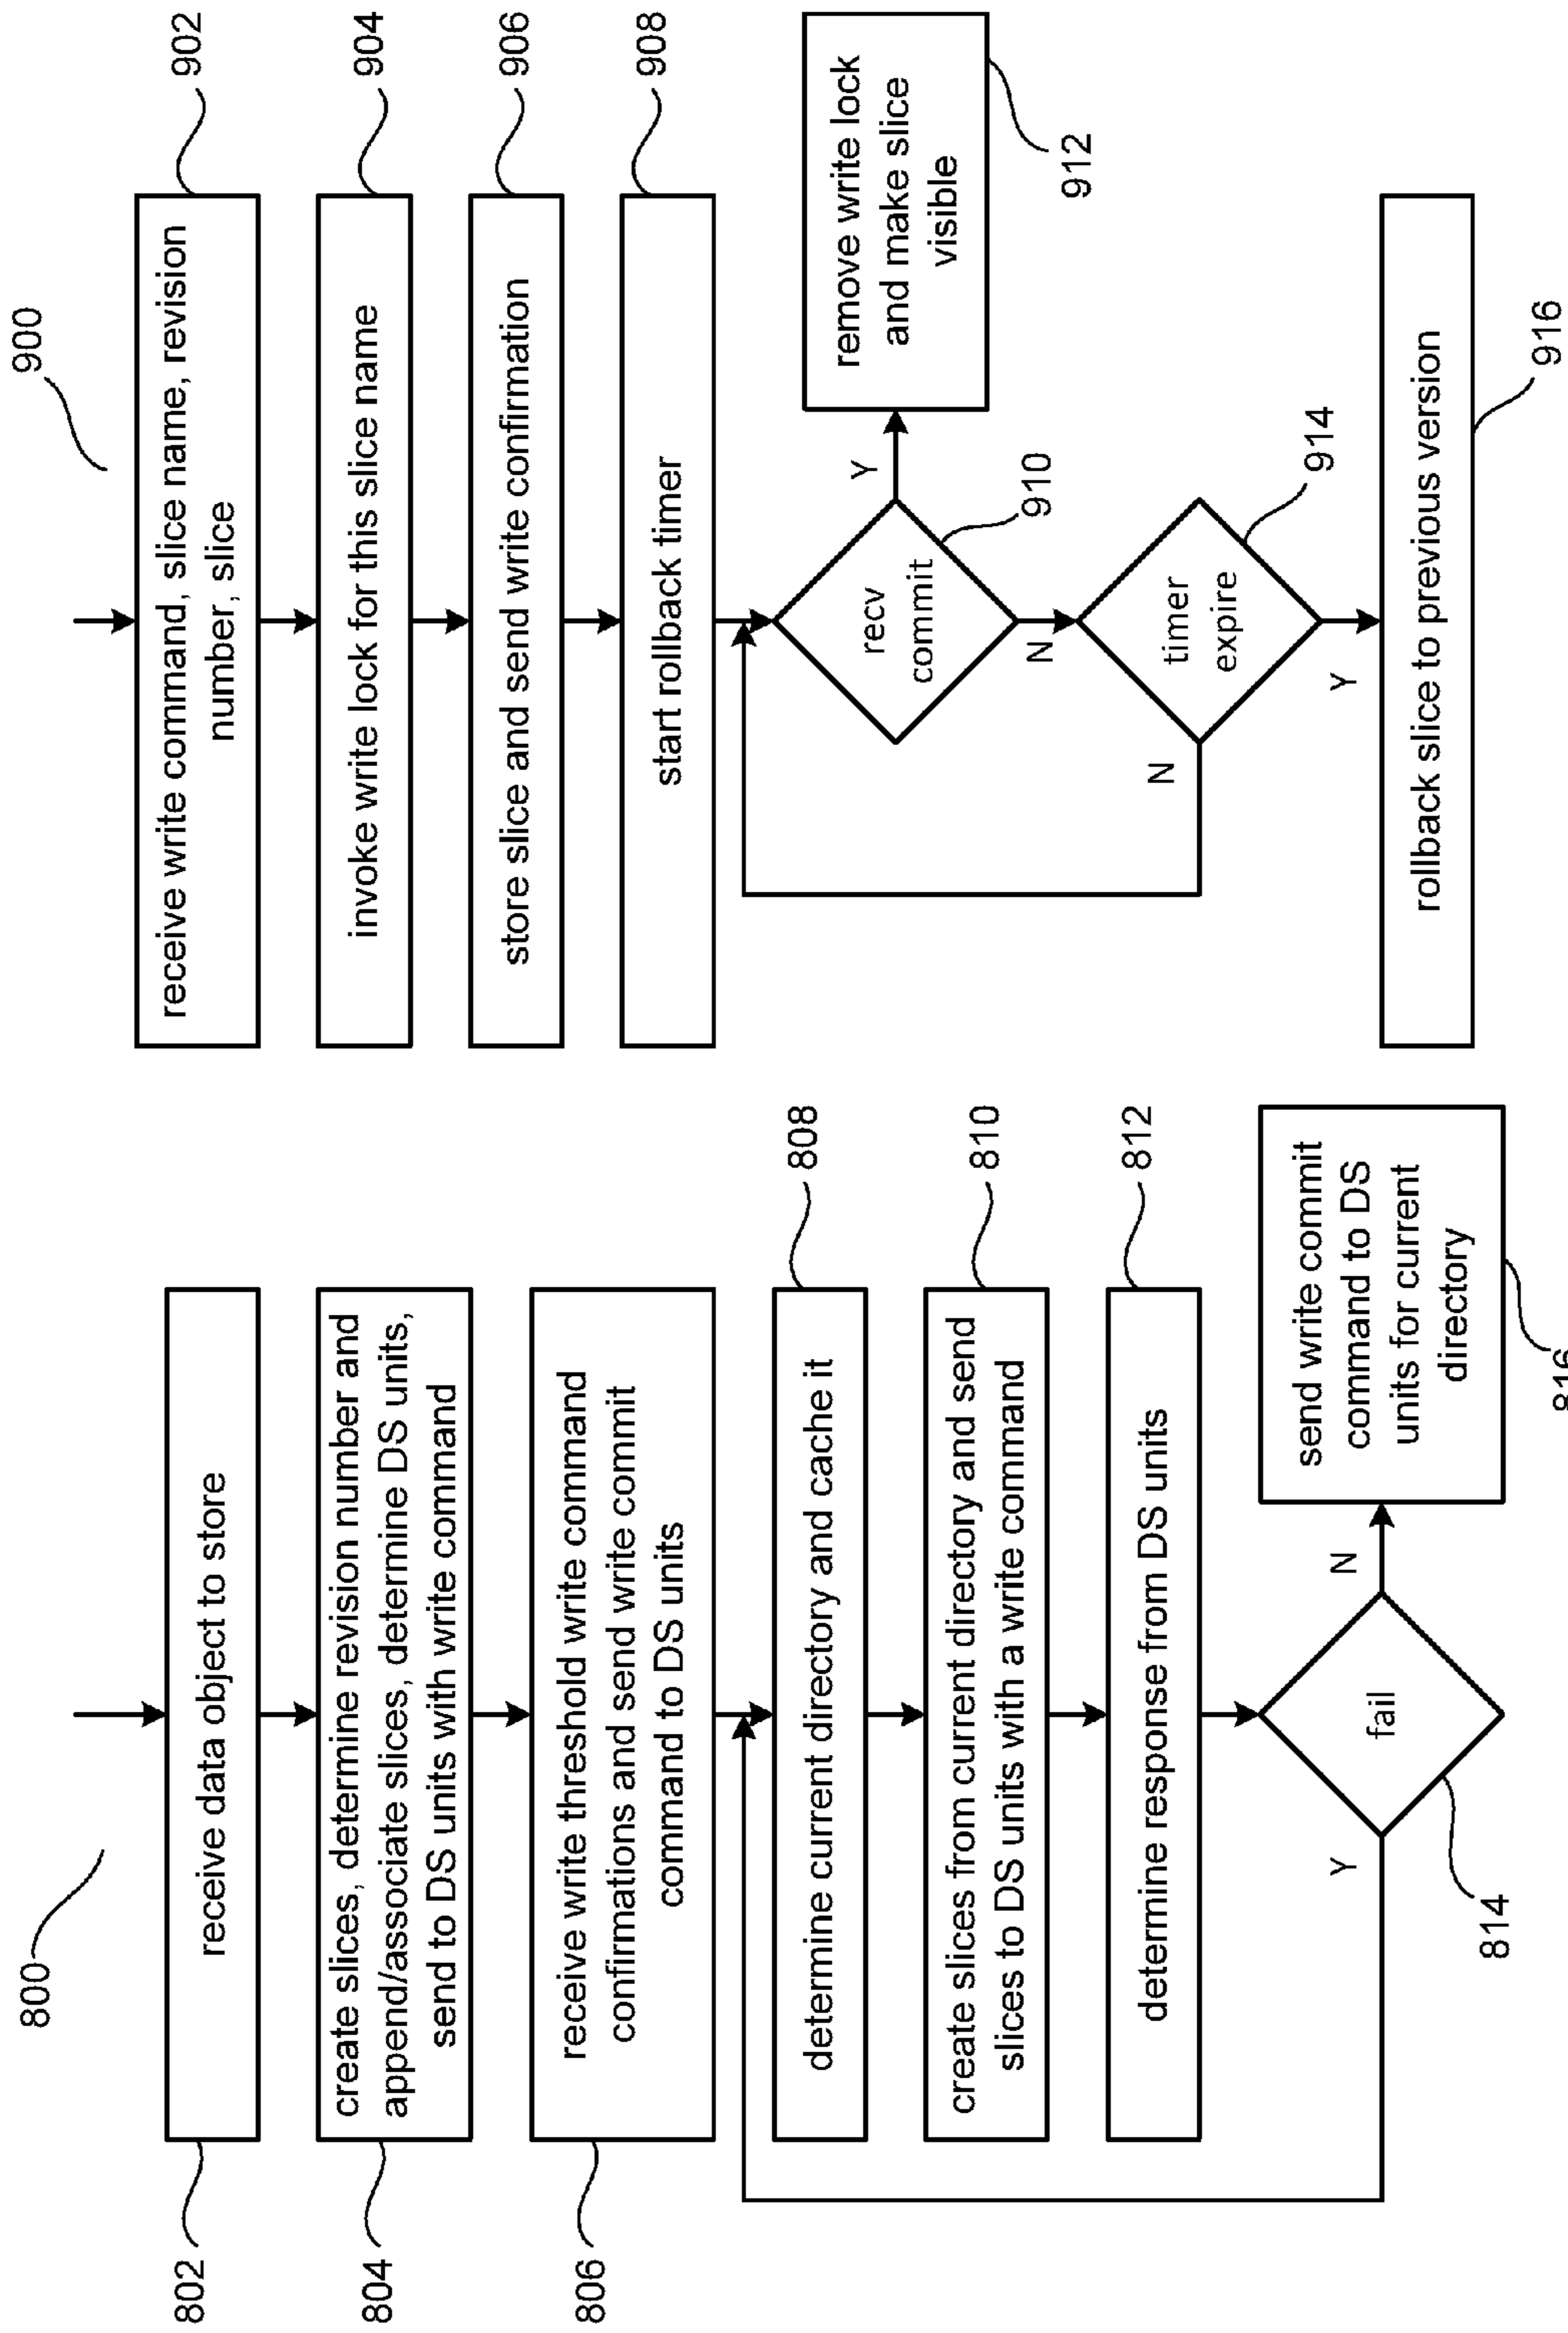 800
802
receive data object to store
804
create slices, determine revision number and
append/associate slices, determine DS units,
send to DS units with write command
806
receive write threshold write command
confirmations and send write commit
command to DS units
808
determine current directory and cache it
810
create slices from current directory and send
slices to DS units with a write command
812
determine response from DS units
fail
814
Y
N
send write commit
command to DS
units for current
directory
816
900
902
receive write command, slice name, revision
number, slice
904
invoke write lock for this slice name
906
store slice and send write confirmation
908
start rollback timer
recv
commit
910
Y
N
remove write lock
and make slice
visible
912
timer
expire
914
N
Y
rollback slice to previous version
916